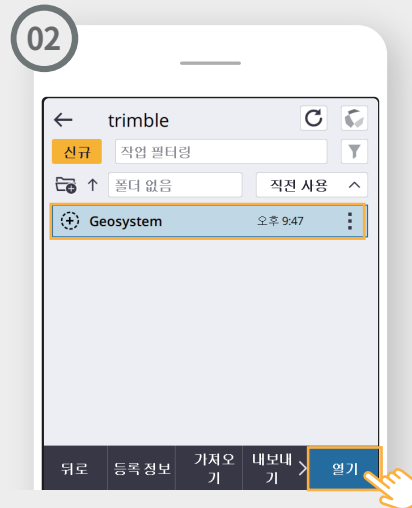 02
trimble
신규
작업 필터링
폴더 없음
직전 사용
Geosystem
오후 9:47
뒤로
등록 정보
가져오
기
내보내
기
열기